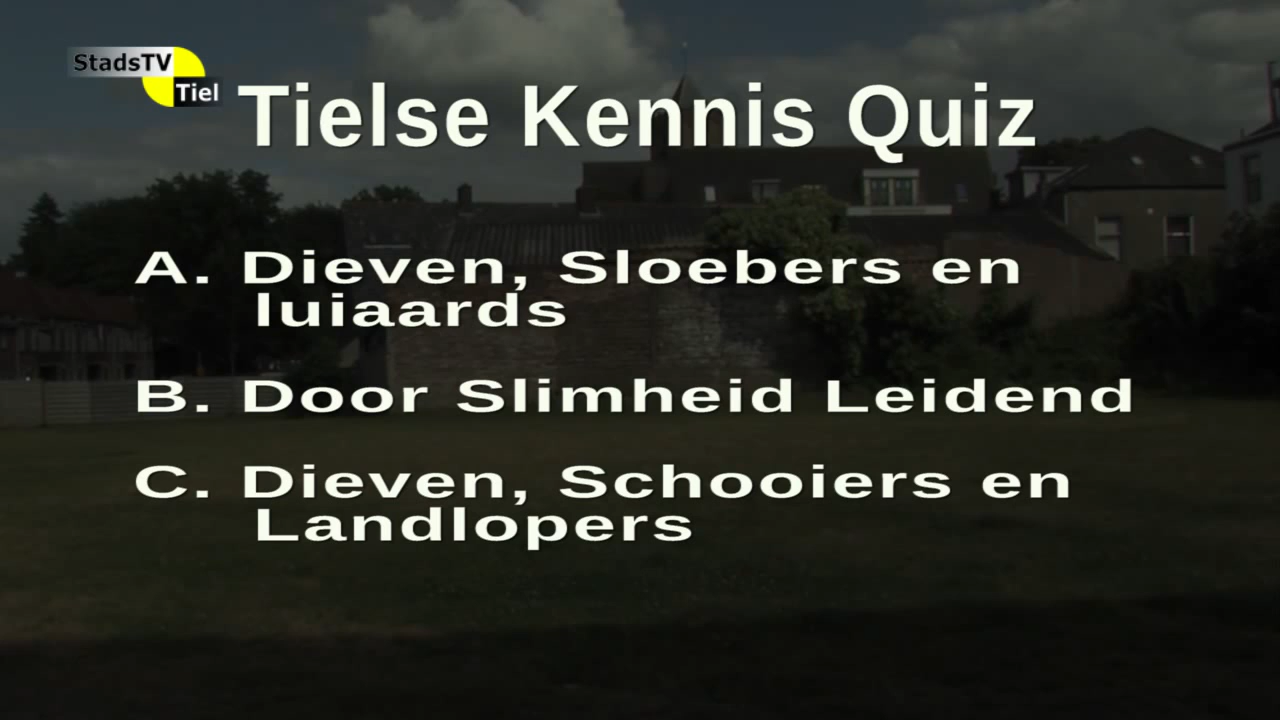 StadsTV
Tiel
Tielse Kennis Quiz
A. Dieven, Sloebers en
luiaards
B. Door Slimheid Leidend
C. Dieven, Schooiers en
Landlopers